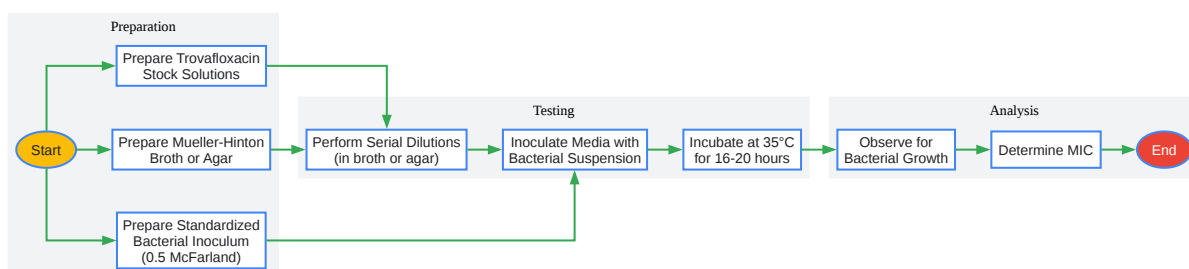 Preparation
Prepare Trovafloxacin
Stock Solutions
Start
Prepare Mueller-Hinton
Broth or Agar
Prepare Standardized
Bacterial Inoculum
(0.5 McFarland)
Testing
Perform Serial Dilutions
(in broth or agar)
Inoculate Media with
Bacterial Suspension
Incubate at 35°C
for 16-20 hours
Analysis
Observe for
Bacterial Growth
Determine MIC
End